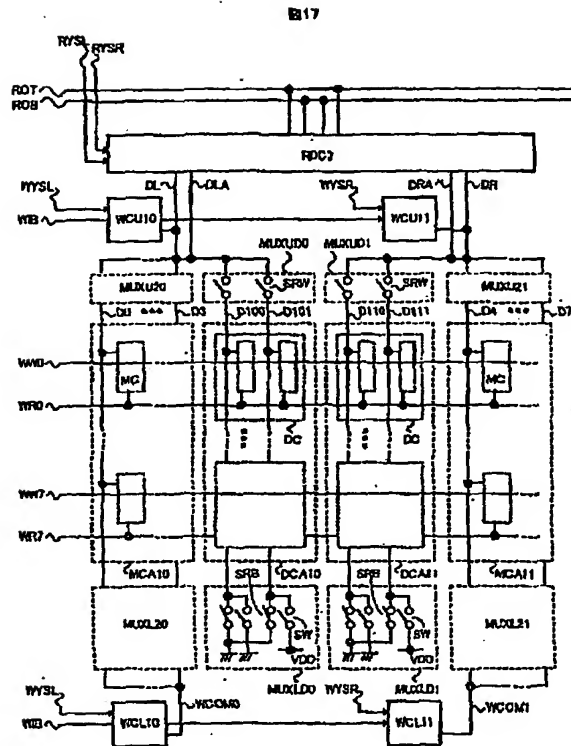 図17
RYSL
RYSR
ROT
ROB
RDC2
DL
DLA
DRA
DR
WYSL
WIB
WCU10
WYSR
WCU11
MUXUD0
MUXUD1
MUXU20
SRW
SRW
MUXU21
D0
D3
D100
D101
D110
D111
D4
D7
WW0
MC
MC
WR0
DC
DC
WW7
WR7
MCA10
SRB
DCA10
SRB
DCA11
MCA11
MUXL20
SW
SW
MUXL21
VDD
VDD
MUXLD0
MUXLD1
WYSL
WCOM0
WYSR
WCOM1
WIB
WCL10
WCL11